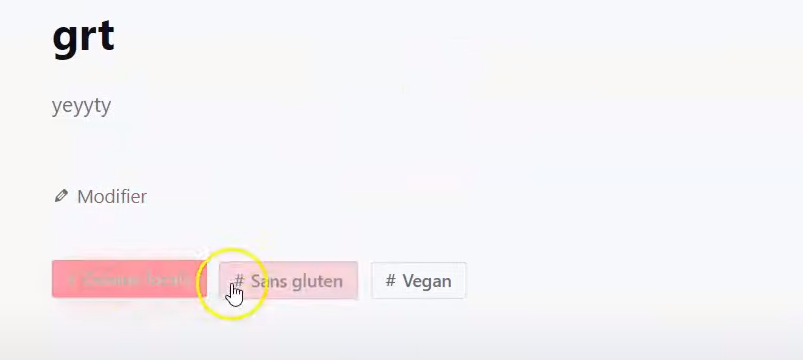 grt
yeyyty
Modifier
# Sans gluten # Vegan